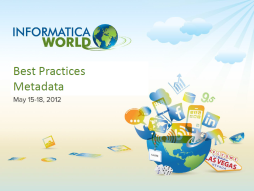 INFORMATICA
WORLD
Best Practices
Metadata
May 15-18, 2012
LAS VEGAS